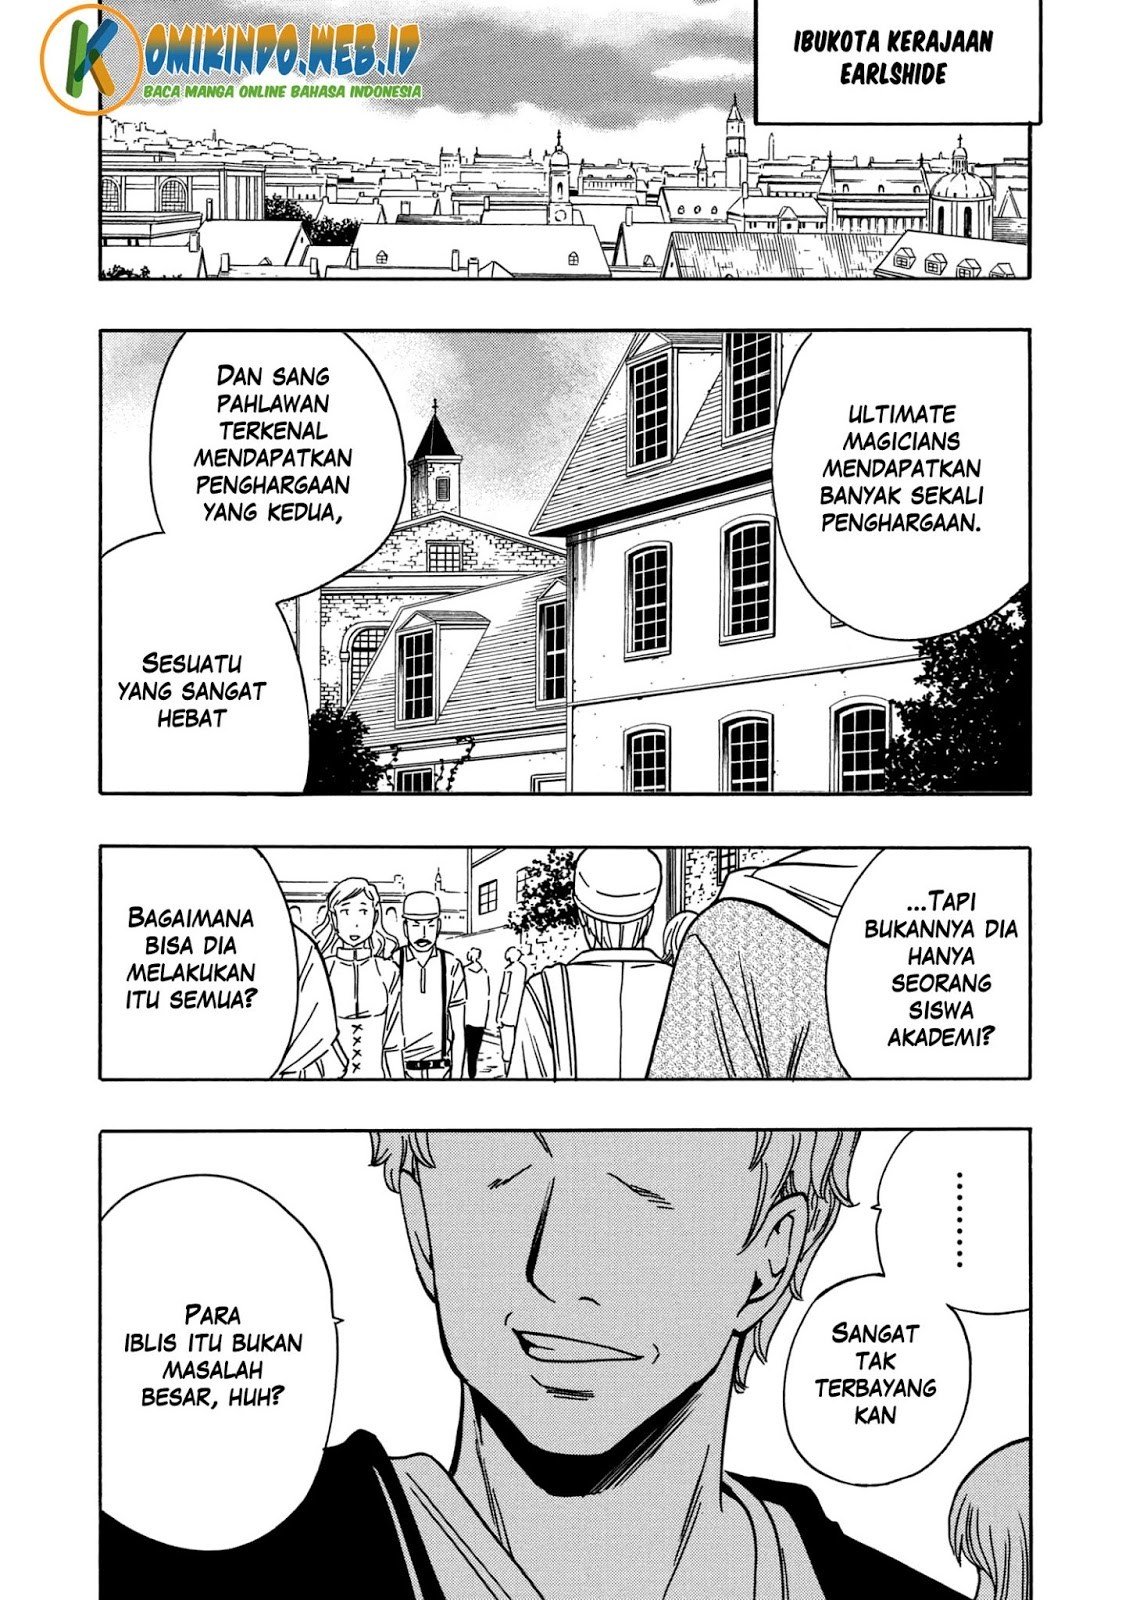 KOMIKINDO.WEB.ID
BACA MANGA ONLINE BAHASA INDONESIA
IBUKOTA KERAJAAN
EARLSHIDE
ULTIMATE
MAGICIANS
MENDAPATKAN
BANYAK SEKALI
PENGHARGAAN.
DAN SANG
PAHLAWAN
TERKENAL
MENDAPATKAN
PENGHARGAAN
YANG KEDUA,
SESUATU
YANG SANGAT
HEBAT
...TAPI
BUKANNYA DIA
HANYA
SEORANG
SISWA
AKADEMI?
BAGAIMANA
BISA DIA
MELAKUKAN
ITU SEMUA?
........
SANGAT
TAK
TERBAYANG
KAN
PARA
IBLIS ITU BUKAN
MASALAH
BESAR, HUH?